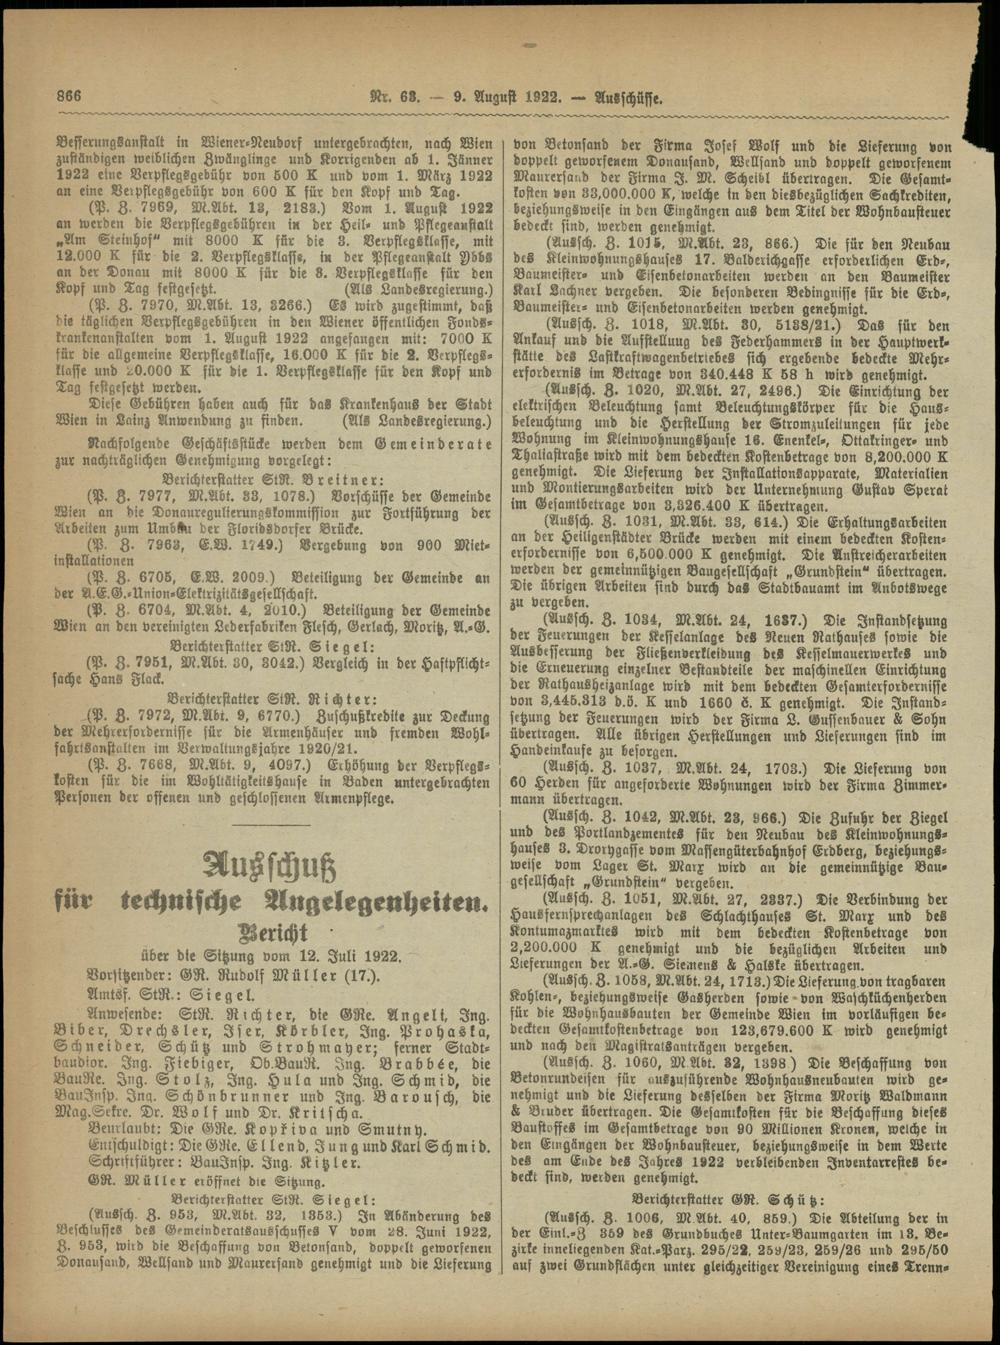 866
Nr. 63. — 9. August 1922. — Ausschüsse.
Besserungsanstalt in Wiener-Neudorf untergebrachten, nach Wien
zuständigen weiblichen Zwänglinge und Korrigenden ab 1. Jänner
1922 eine Verpflegsgebühr von 500 K und vom 1. März 1922
an eine Verpflegsgebühr von 600 K für den Kopf und Tag.
(P. Z. 7969, M.Abt. 13, 2183.) Vom 1. August 1922
an werden die Verpflegsgebühren in der Heil- und Pflegeanstalt
„Am Steinhof“ mit 8000 K für die 3. Verpflegsklasse, mit
12.000 K für die 2. Verpflegsklasse, in der Pflegeanstalt Ybbs
an der Donau mit 8000 K für die 3. Verpflegsklasse für den
Kopf und Tag festgesetzt. (Als Landesregierung.)
(P. Z. 7970, M.Abt. 13, 3266.) Es wird zugestimmt, daß
die täglichen Verpflegsgebühren in den Wiener öffentlichen Fonds-
krankenanstalten vom 1. August 1922 angefangen mit: 7000 K
für die allgemeine Verpflegsklasse, 16.000 K für die 2. Verpflegs-
klasse und 20.000 K für die 1. Verpflegsklasse für den Kopf und
Tag festgesetzt werden.
Diese Gebühren haben auch für das Krankenhaus der Stadt
Wien in Lainz Anwendung zu finden. (Als Landesregierung.)
Nachfolgende Geschäftsstücke werden dem Gemeinderate
zur nachträglichen Genehmigung vorgelegt:
Berichterstatter StR. Breitner:
(P. Z. 7977, M.Abt. 33, 1078.) Vorschüsse der Gemeinde
Wien an die Donauregulierungskommission zur Fortführung der
Arbeiten zum Umbau der Floridsdorfer Brücke.
(P. Z. 7963, E.W. 1749.) Vergebung von 900 Miet-
installationen
(P. Z. 6705, E.W. 2009.) Beteiligung der Gemeinde an
der A.E.G.-Union-Elektrizitätsgesellschaft.
(P. Z. 6704, M.Abt. 4, 2010.) Beteiligung der Gemeinde
Wien an den vereinigten Lederfabriken Flesch, Gerlach, Moritz, A.-G.
Berichterstatter StR. Siegel:
(P. Z. 7951, M.Abt. 30, 3042.) Vergleich in der Haftpflicht-
sache Hans Flack.
Berichterstatter StR. Richter:
(P. Z. 7972, M.Abt. 9, 6770.) Zuschußkredite zur Deckung
der Mehrerfordernisse für die Armenhäuser und fremden Wohl-
fahrtsanstalten im Verwaltungsjahre 1920/21.
(P. Z. 7668, M.Abt. 9, 4097.) Erhöhung der Verpflegs-
kosten für die im Wohltätigkeitshause in Baden untergebrachten
Personen der offenen und geschlossenen Armenpflege.
Ausschuß
für technische Angelegenheiten.
Bericht
über die Sitzung vom 12. Juli 1922.
Vorsitzender: GR. Rudolf Müller (17.).
Amtsf. StR.: Siegel.
Anwesende: StR. Richter, die GRe. Angeli, Ing.
Biber, Drechsler, Iser, Körbler, Ing. Prohaska,
Schneider, Schütz und Strohmayer; ferner Stadt-
baudior. Ing. Fiebiger, Ob.BauR. Ing. Brabbée, die
BauRe. Ing. Stolz, Ing. Hula und Ing. Schmid, die
BauInsp. Ing. Schönbrunner und Ing. Barousch, die
Mag.Sekre. Dr. Wolf und Dr. Kritscha.
Beurlaubt: Die GRe. Kopřiva und Smutny.
Entschuldigt: Die GRe. Ellend, Jung und Karl Schmid.
Schriftführer: BauInsp. Ing. Kitzler.
GR. Müller eröffnet die Sitzung.
Berichterstatter StR. Siegel:
(Aussch. Z. 953, M.Abt. 32, 1353.) In Abänderung des
Beschlusses des Gemeinderatsausschusses V vom 28. Juni 1922,
Z. 953, wird die Beschaffung von Betonsand, doppelt geworfenen
Donausand, Wellsand und Maurersand genehmigt und die Lieferung
von Betonsand der Firma Josef Wolf und die Lieferung von
doppelt geworfenem Donausand, Wellsand und doppelt geworfenem
Maurersand der Firma J. M. Scheibl übertragen. Die Gesamt-
kosten von 33,000.000 K, welche in den diesbezüglichen Sachkrediten,
beziehungsweise in den Eingängen aus dem Titel der Wohnbausteuer
bedeckt sind, werden genehmigt.
(Aussch. Z. 1015, M.Abt. 23, 866.) Die für den Neubau
des Kleinwohnungshauses 17. Balderichgasse erforderlichen Erd-,
Baumeister- und Eisenbetonarbeiten werden an den Baumeister
Karl Lachner vergeben. Die besonderen Bedingnisse für die Erd-,
Baumeister- und Eisenbetonarbeiten werden genehmigt.
(Aussch. Z. 1018, M.Abt. 30, 5138/21.) Das für den
Ankauf und die Aufstellung des Federhammers in der Hauptwerk-
stätte des Lastkraftwagenbetriebes sich ergebende bedeckte Mehr-
erfordernis im Betrage von 340.448 K 58 h wird genehmigt.
(Aussch. Z. 1020, M.Abt. 27, 2496.) Die Einrichtung der
elektrischen Beleuchtung samt Beleuchtungskörper für die Haus-
beleuchtung und die Herstellung der Stromzuleitungen für jede
Wohnung im Kleinwohnungshause 16. Enenkel-, Ottakringer- und
Thaliastraße wird mit dem bedeckten Kostenbetrage von 8,200.000 K
genehmigt. Die Lieferung der Installationsapparate, Materialien
und Montierungsarbeiten wird der Unternehmung Gustav Sperat
im Gesamtbetrage von 3,326.400 K übertragen.
(Aussch. Z. 1031, M.Abt. 33, 614.) Die Erhaltungsarbeiten
an der Heiligenstädter Brücke werden mit einem bedeckten Kosten-
erfordernisse von 6,500.000 K genehmigt. Die Anstreicherarbeiten
werden der gemeinnützigen Baugesellschaft „Grundstein“ übertragen.
Die übrigen Arbeiten sind durch das Stadtbauamt im Anbotswege
zu vergeben.
(Aussch. Z. 1034, M.Abt. 24, 1637.) Die Instandsetzung
der Feuerungen der Kesselanlage des Neuen Rathauses sowie die
Ausbesserung der Fließenverkleidung des Kesselmauerwerkes und
die Erneuerung einzelner Bestandteile der maschinellen Einrichtung
der Rathausheizanlage wird mit dem bedeckten Gesamterfordernisse
von 3,445.313 d.ö. K und 1660 č. K genehmigt. Die Instand-
setzung der Feuerungen wird der Firma L. Gussenbauer & Sohn
übertragen. Alle übrigen Herstellungen und Lieferungen sind im
Handeinkaufe zu besorgen.
(Aussch. Z. 1037, M.Abt. 24, 1703.) Die Lieferung von
60 Herden für angeforderte Wohnungen wird der Firma Zimmer-
mann übertragen.
(Aussch. Z. 1042, M.Abt. 23, 966.) Die Zufuhr der Ziegel
und des Portlandzementes für den Neubau des Kleinwohnungs-
hauses 3. Drorygasse vom Massengüterbahnhof Erdberg, beziehungs-
weise vom Lager St. Marx wird an die gemeinnützige Bau-
gesellschaft „Grundstein“ vergeben.
(Aussch. Z. 1051, M.Abt. 27, 2337.) Die Verbindung der
Hausfernsprechanlagen des Schlachthauses St. Marx und des
Kontumazmarktes wird mit dem bedeckten Kostenbetrage von
2,200.000 K genehmigt und die bezüglichen Arbeiten und
Lieferungen der A.-G. Siemens & Halske übertragen.
(Aussch. Z. 1058, M.Abt. 24, 1713.) Die Lieferung von tragbaren
Kohlen-, beziehungsweise Gasherden sowie von Waschküchenherden
für die Wohnhausbauten der Gemeinde Wien im vorläufigen be-
deckten Gesamtkostenbetrage von 123,679.600 K wird genehmigt
und nach den Magistratsanträgen vergeben.
(Aussch. Z. 1060, M.Abt. 32, 1398) Die Beschaffung von
Betonrundeisen für auszuführende Wohnhausneubauten wird ge-
nehmigt und die Lieferung desselben der Firma Moritz Waldmann
& Bruder übertragen. Die Gesamtkosten für die Beschaffung dieses
Baustoffes im Gesamtbetrage von 90 Millionen Kronen, welche in
den Eingängen der Wohnbausteuer, beziehungsweise in dem Werte
des am Ende des Jahres 1922 verbleibenden Inventarrestes be-
deckt sind, werden genehmigt.
Berichterstatter GR. Schütz:
(Aussch. Z. 1006, M.Abt. 40, 859.) Die Abteilung der in
der Einl.-Z 359 des Grundbuches Unter-Baumgarten im 13. Be-
zirke inneliegenden Kat.-Parz. 295/22, 259/23, 259/26 und 295/50
auf zwei Grundflächen unter gleichzeitiger Vereinigung eines Trenn-